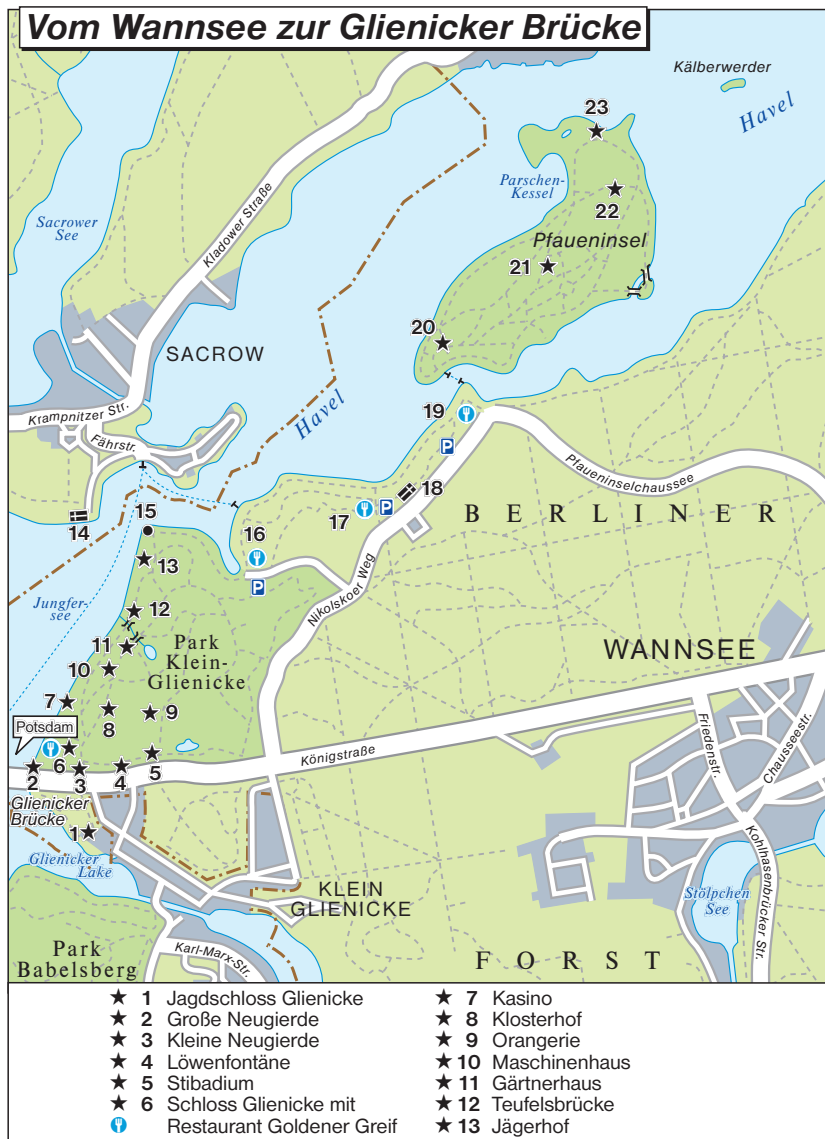 Vom Wannsee zur Glienicker Brücke
Kälberwerder
Havel
23
Parschen-
Kessel
22
Sacrower
See
Kladower Straße
Pfaueninsel
21
20
SACROW
Havel
19
Krampnitzer Str.
Fährstr.
P
Pfaueninselchaussee
18
17
P
14
15
16
BERLINER
13
P
Nikolskoer Weg
Jungfer-
see
12
11
Park
Klein-
Glienicke
10
WANNSEE
7
8
9
Potsdam
Friedenstr.
Chausseestr.
Königstraße
2
6
3
4
5
Glienicker
Brücke
1
Glienicker
Lake
Kohlhasenbrücker Str.
KLEIN
GLIENICKE
Stölpchen
See
Park
Babelsberg
Karl-Marx-Str.
FORST
1 Jagdschloss Glienicke
2 Große Neugierde
3 Kleine Neugierde
4 Löwenfontäne
5 Stibadium
6 Schloss Glienicke mit
Restaurant Goldener Greif
7 Kasino
8 Klosterhof
9 Orangerie
10 Maschinenhaus
11 Gärtnerhaus
12 Teufelsbrücke
13 Jägerhof